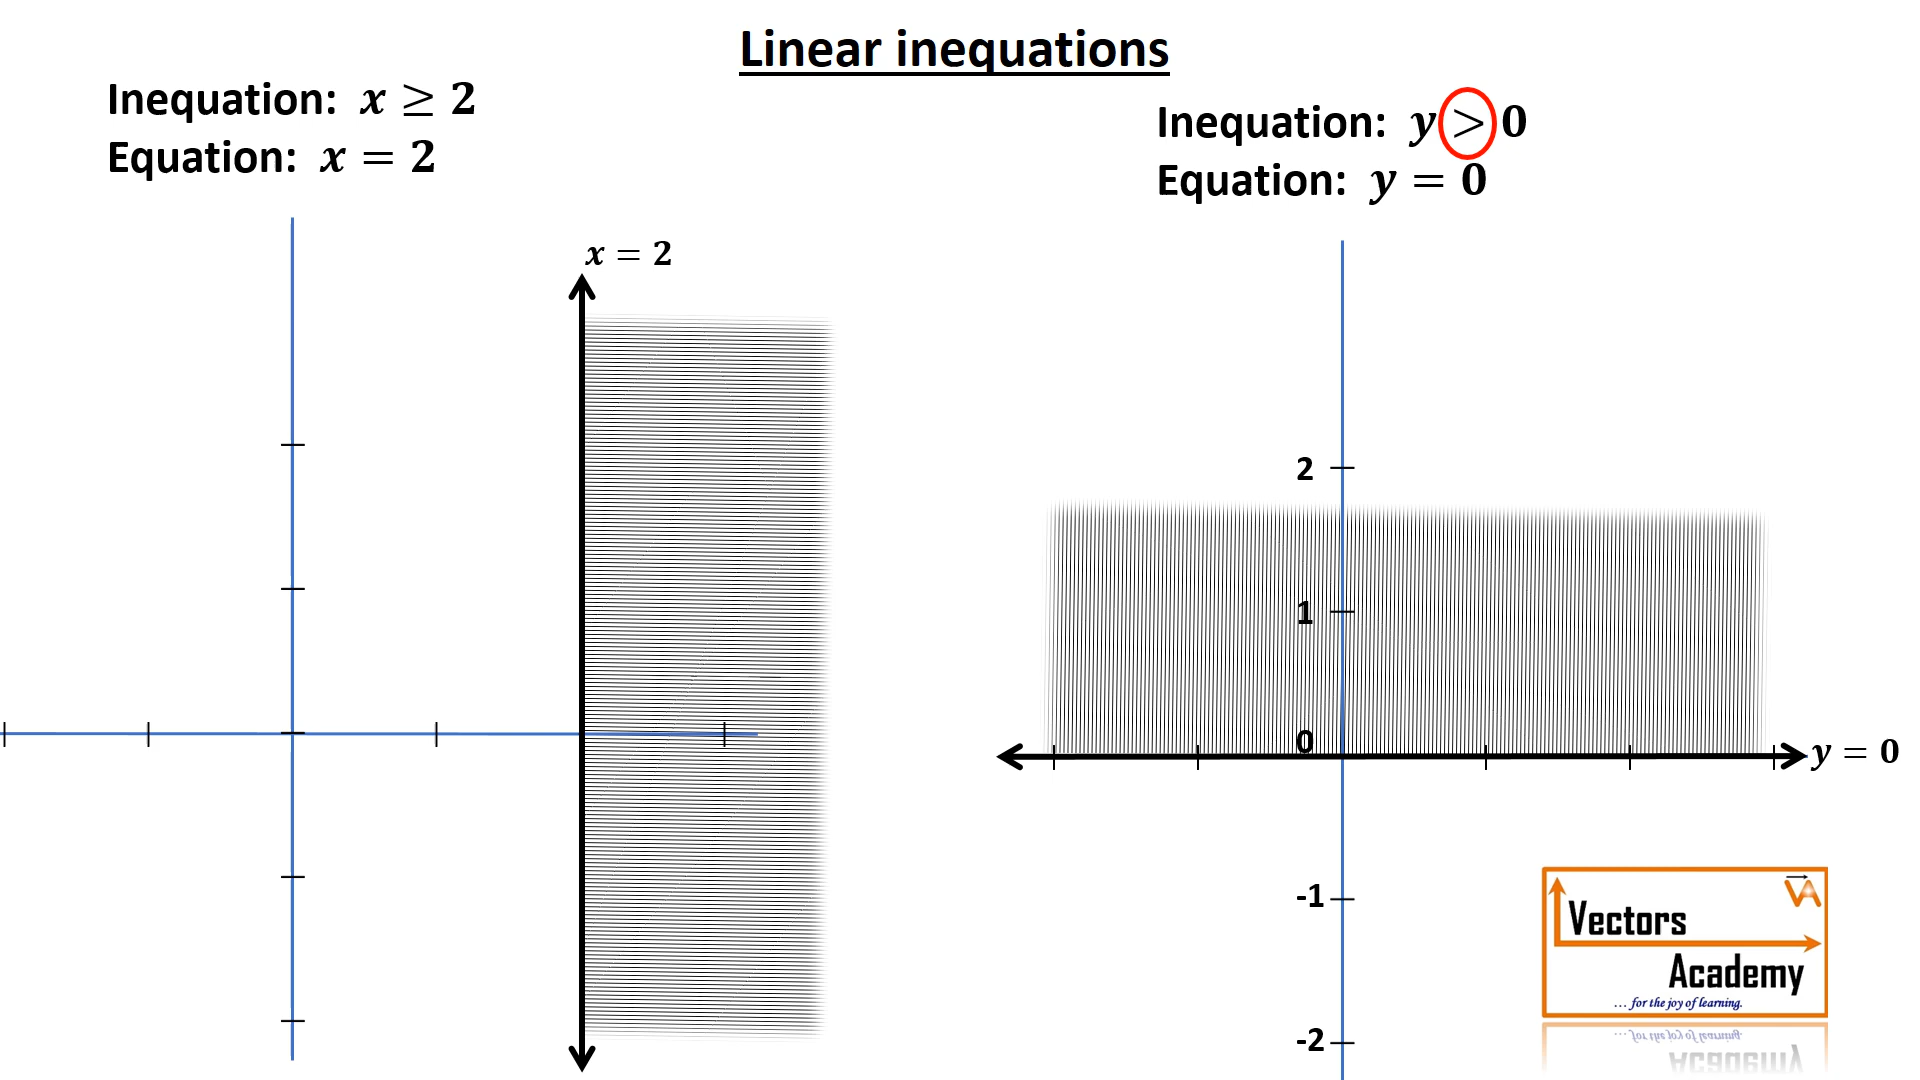 Linear inequations
Inequation: x ≥ 2
Equation: x = 2
x = 2
Inequation: y > 0
Equation: y = 0
2
1
0
y = 0
-1
-2
VA
Vectors
Academy
... for the joy of learning.